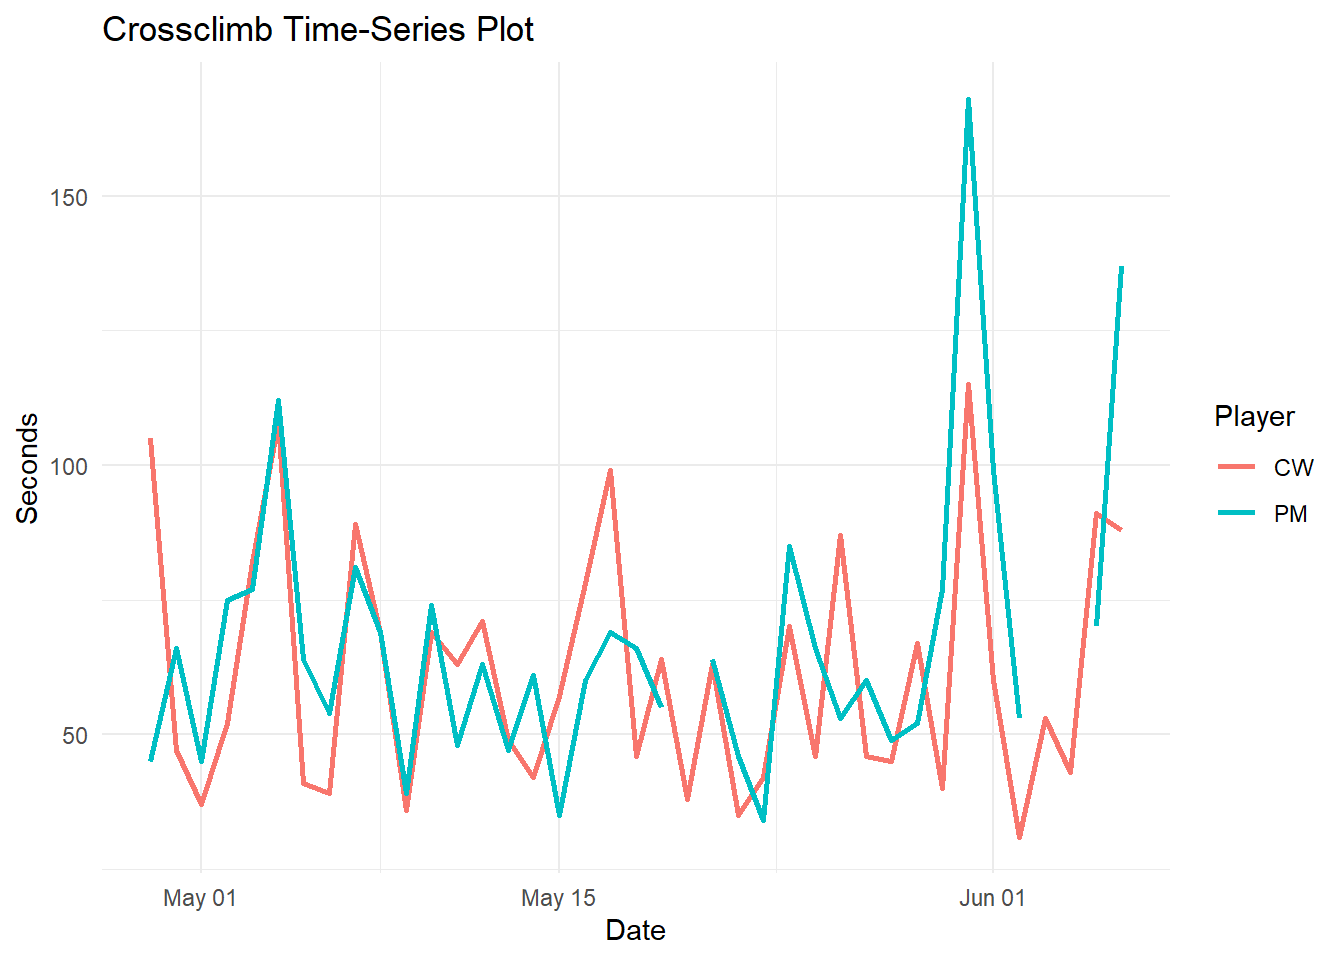 Crossclimb Time-Series Plot
150
100
50
Seconds
May 01
May 15
Jun 01
Date
Player
CW
PM